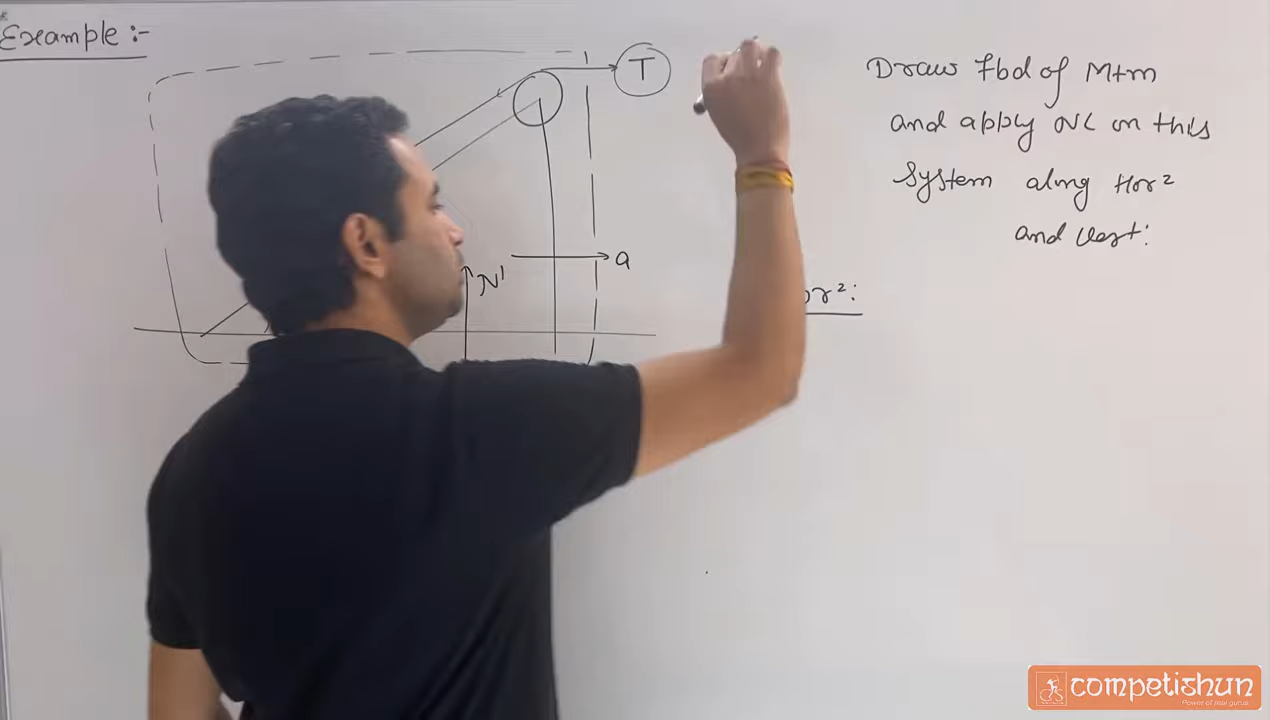 Example :-
T
Draw fbd of M+m
and apply NL on this
System along Horz
and Vert:
a
N'
orz:
competishun
Power of real gurus